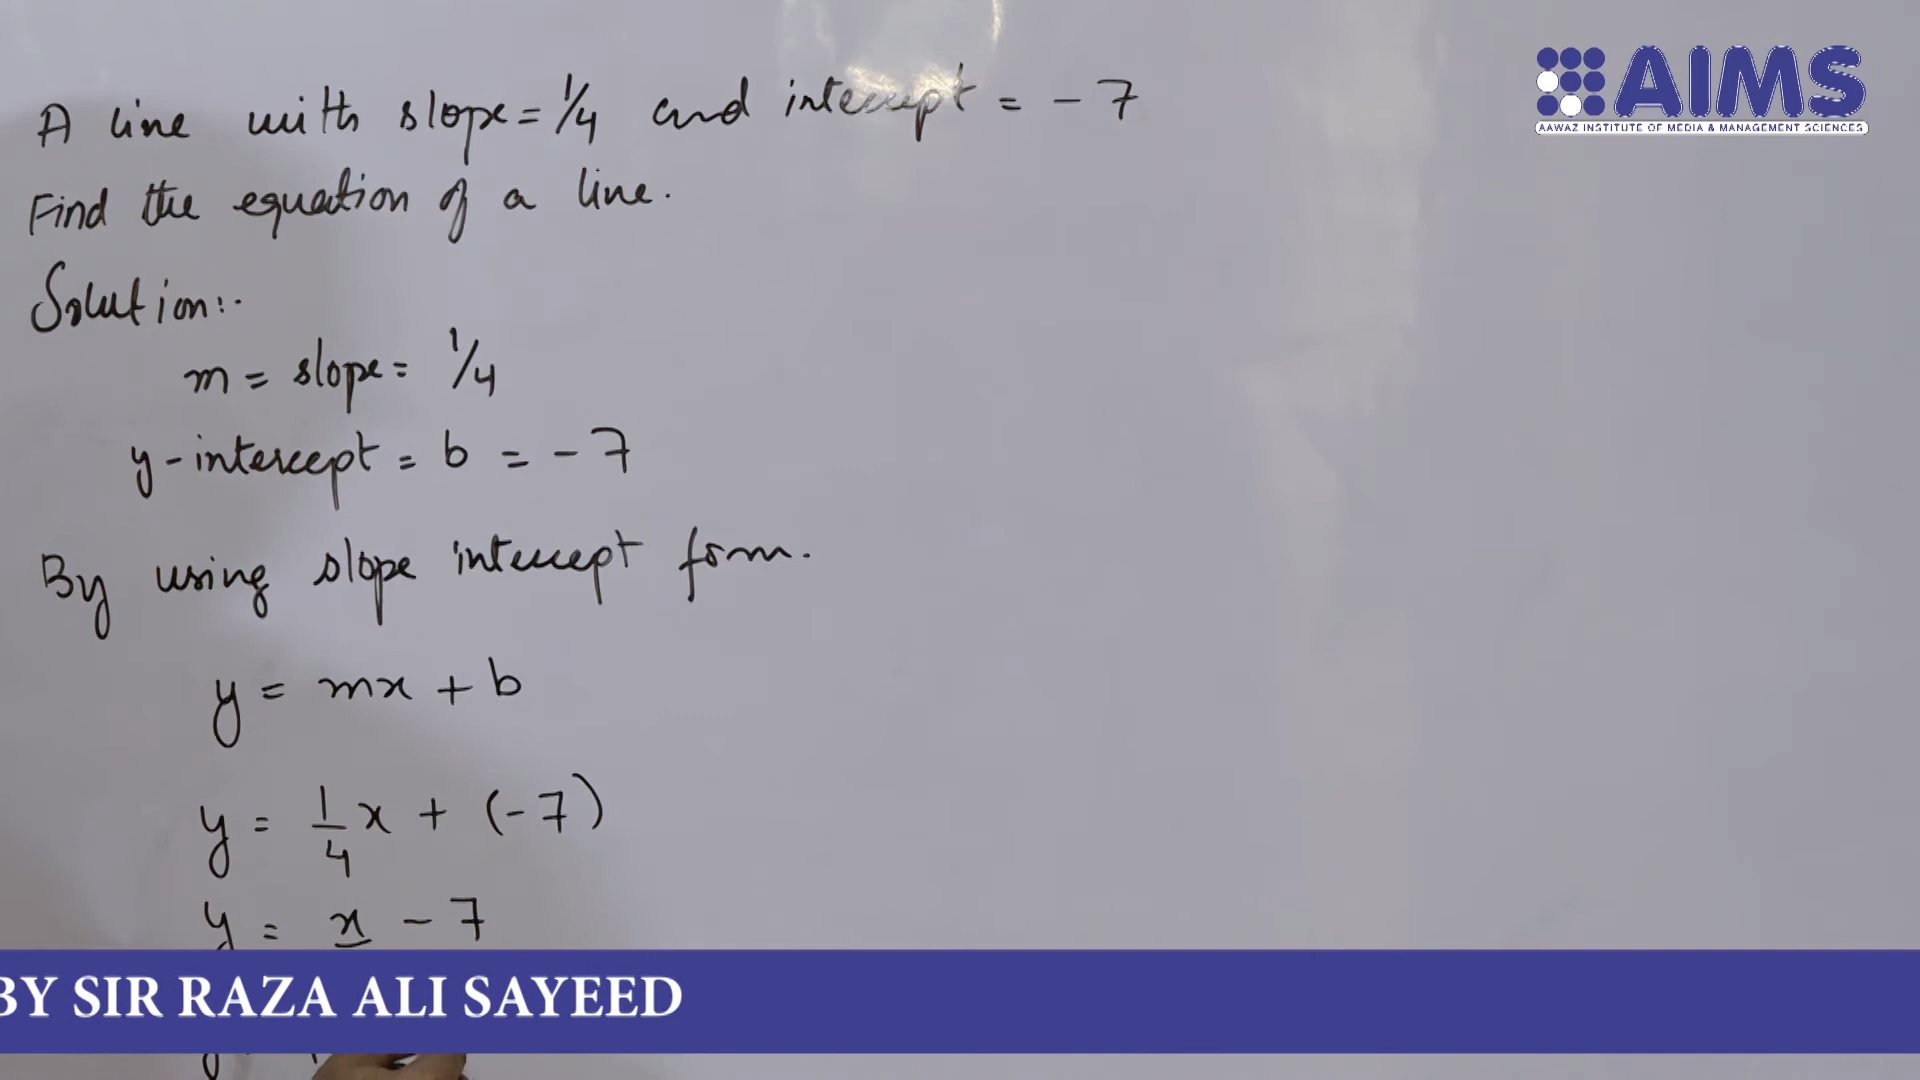 A line with slope = 1/4 and intercept = - 7
Find the equation of a line.
Solution:-
m = slope = 1/4
y-intercept = b = - 7
By using slope intercept form.
y = mx + b
y = 1/4 x + (-7)
y = x - 7
AIMS
AAWAZ INSTITUTE OF MEDIA & MANAGEMENT SCIENCES
BY SIR RAZA ALI SAYEED